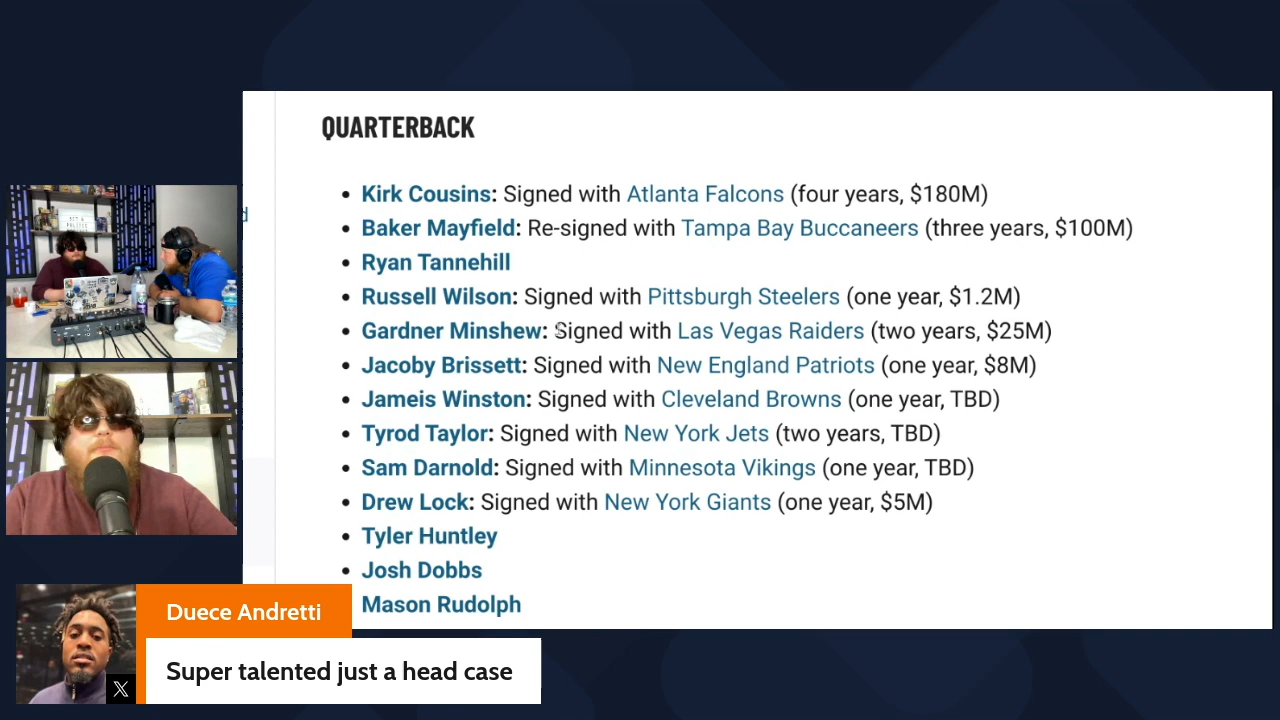 QUARTERBACK
Kirk Cousins: Signed with Atlanta Falcons (four years, $180M)
Baker Mayfield: Re-signed with Tampa Bay Buccaneers (three years, $100M)
Ryan Tannehill
Russell Wilson: Signed with Pittsburgh Steelers (one year, $1.2M)
Gardner Minshew: Signed with Las Vegas Raiders (two years, $25M)
Jacoby Brissett: Signed with New England Patriots (one year, $8M)
Jameis Winston: Signed with Cleveland Browns (one year, TBD)
Tyrod Taylor: Signed with New York Jets (two years, TBD)
Sam Darnold: Signed with Minnesota Vikings (one year, TBD)
Drew Lock: Signed with New York Giants (one year, $5M)
Tyler Huntley
Josh Dobbs
Mason Rudolph
Duece Andretti
Super talented just a head case